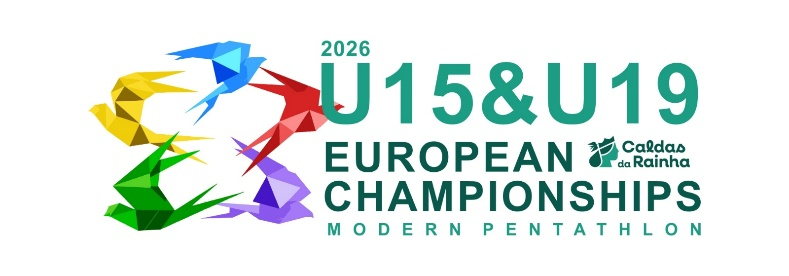 2026
U15&U19
EUROPEAN
Caldas
da Rainha
CHAMPIONSHIPS
MODERN PENTATHLON